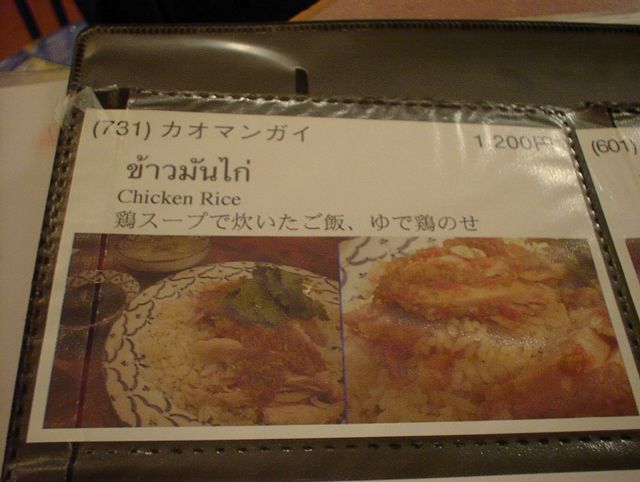 (731) カオマンガイ 1,200円
ข้าวมันไก่
Chicken Rice
鶏スープで炊いたご飯、ゆで鶏のせ
(601)